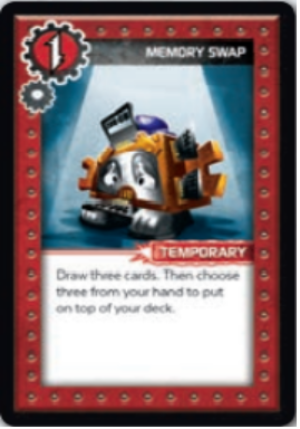 1
MEMORY SWAP
TEMPORARY
Draw three cards. Then choose
three from your hand to put
on top of your deck.